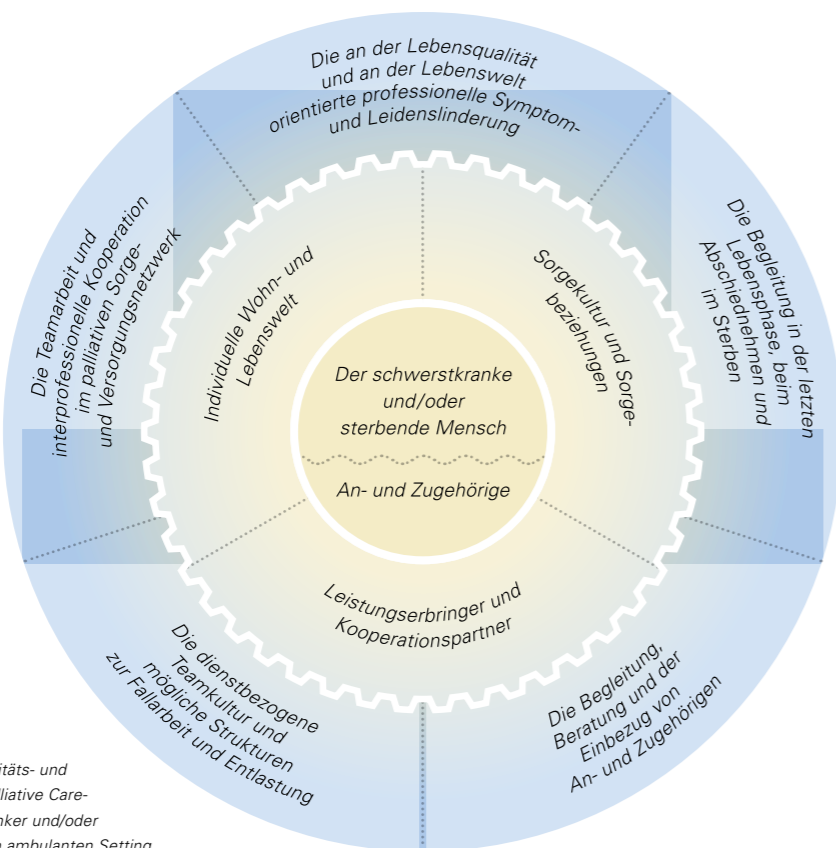 Die an der Lebensqualität
und an der Lebenswelt
orientierte professionelle Symptom-
und Leidenslinderung
Die Teamarbeit und
interprofessionelle Kooperation
im palliativen Sorge-
und Versorgungsnetzwerk
Die Begleitung in der letzten
Lebensphase, beim
Abschiednehmen und
im Sterben
Individuelle Wohn- und
Lebenswelt
Sorgekultur und Sorge-
beziehungen
Der schwerstkranke
und/oder
sterbende Mensch
An- und Zugehörige
Leistungserbringer und
Kooperationspartner
Die dienstbezogene
Teamkultur und
mögliche Strukturen
zur Fallarbeit und Entlastung
Die Begleitung,
Beratung und der
Einbezug von
An- und Zugehörigen
itäts- und
lliative Care-
nker und/oder
ambulanten Setting